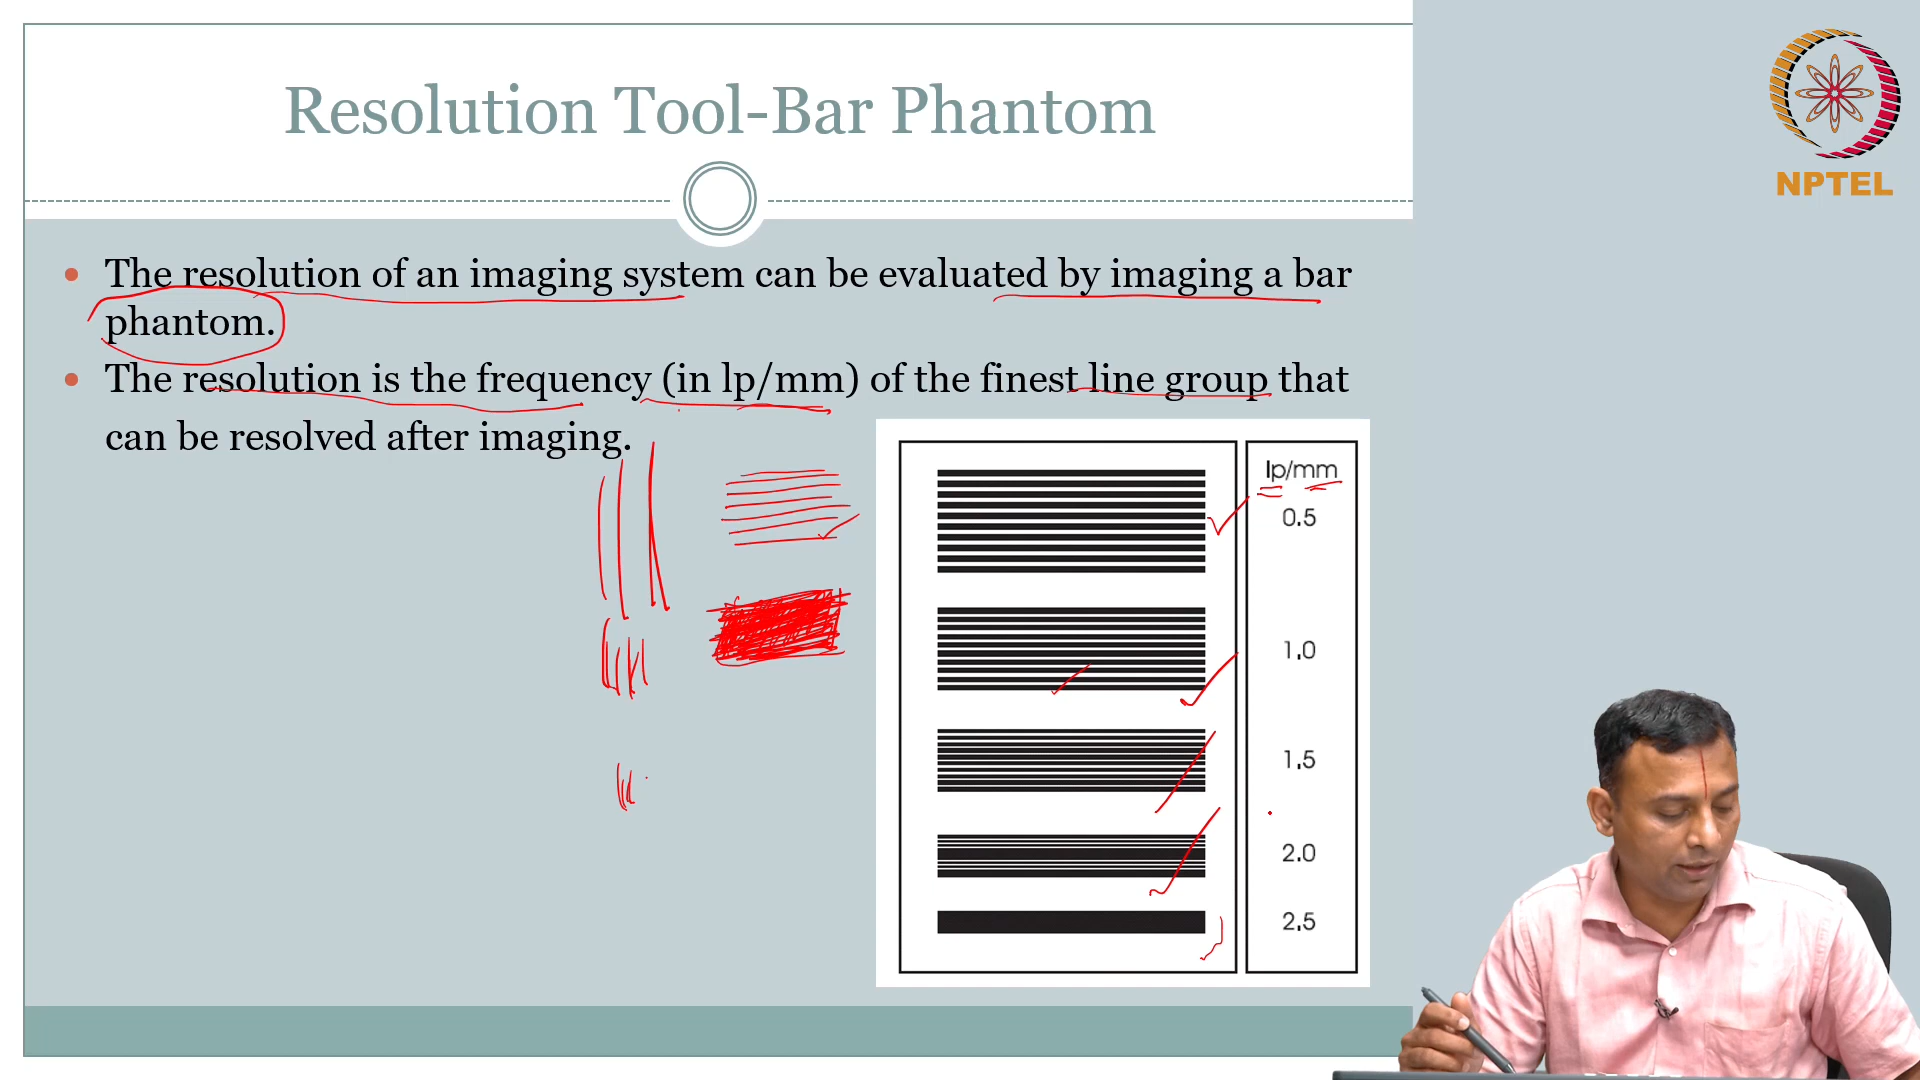 Resolution Tool-Bar Phantom
NPTEL
• The resolution of an imaging system can be evaluated by imaging a bar
phantom.
• The resolution is the frequency (in lp/mm) of the finest line group that
can be resolved after imaging.
lp/mm
0.5
1.0
1.5
2.0
2.5